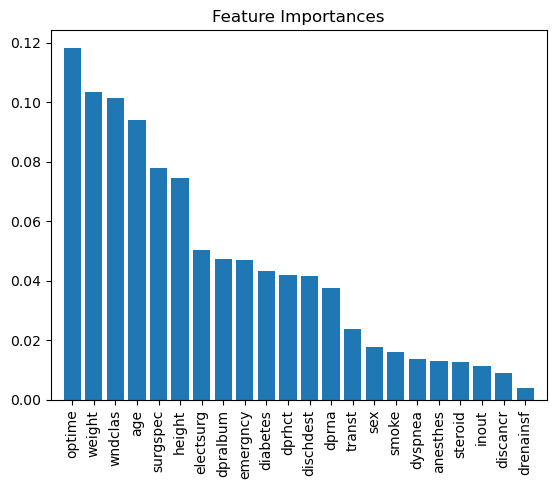 Feature Importances
0.12
0.10
0.08
0.06
0.04
0.02
0.00
optime
weight
wndclas
age
surgspec
height
electsurg
dpralbum
emergncy
diabetes
dprhct
dischdest
dprna
transt
sex
smoke
dyspnea
anesthes
steroid
inout
discancr
drenainsf